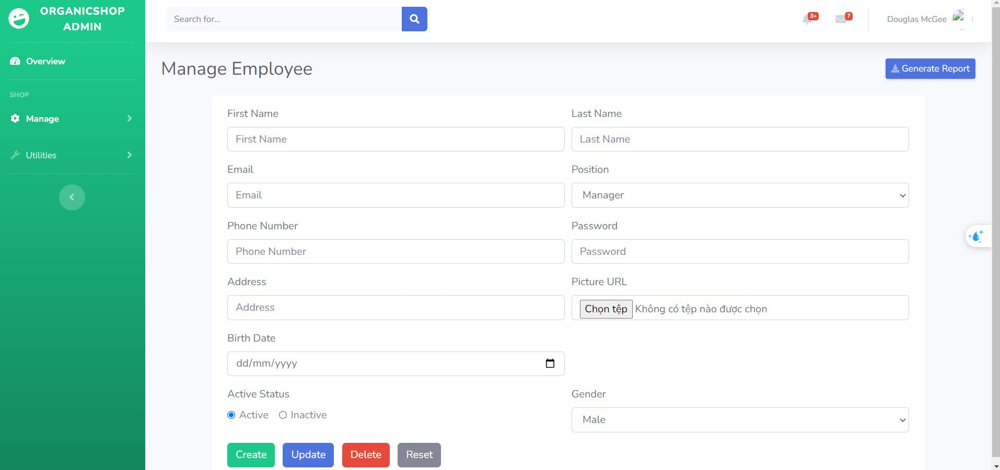 ORGANICSHOP
ADMIN
Search for...
3+
7
Douglas McGee
Overview
SHOP
Manage
Utilities
Manage Employee
Generate Report
First Name
Last Name
First Name
Last Name
Email
Position
Email
Manager
Phone Number
Password
Phone Number
Password
Address
Picture URL
Address
Chọn tệp Không có tệp nào được chọn
Birth Date
dd/mm/yyyy
Active Status
Gender
Active Inactive
Male
Create Update Delete Reset